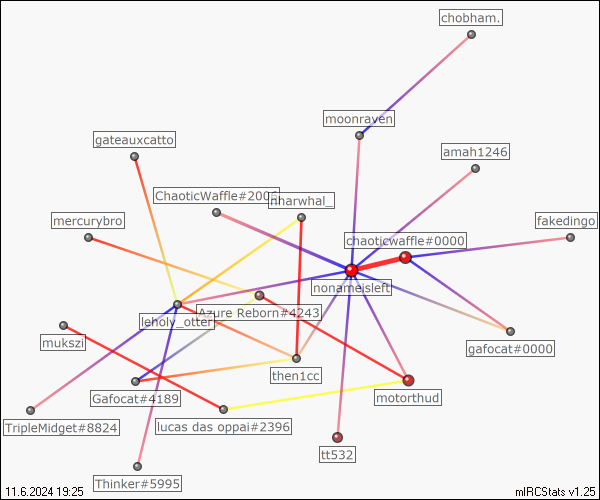 chobham.
moonraven
gateauxcatto
amah1246
ChaoticWaffle#2006
nharwhal_
mercurybro
fakedingo
chaoticwaffle#0000
nonameisleft
Azure Reborn#4243
leholy_otter
mukszi
gafocat#0000
then1cc
Gafocat#4189
motorthud
TripleMidget#8824
lucas das oppai#2396
tt532
Thinker#5995
11.6.2024 19:25
mIRCStats v1.25